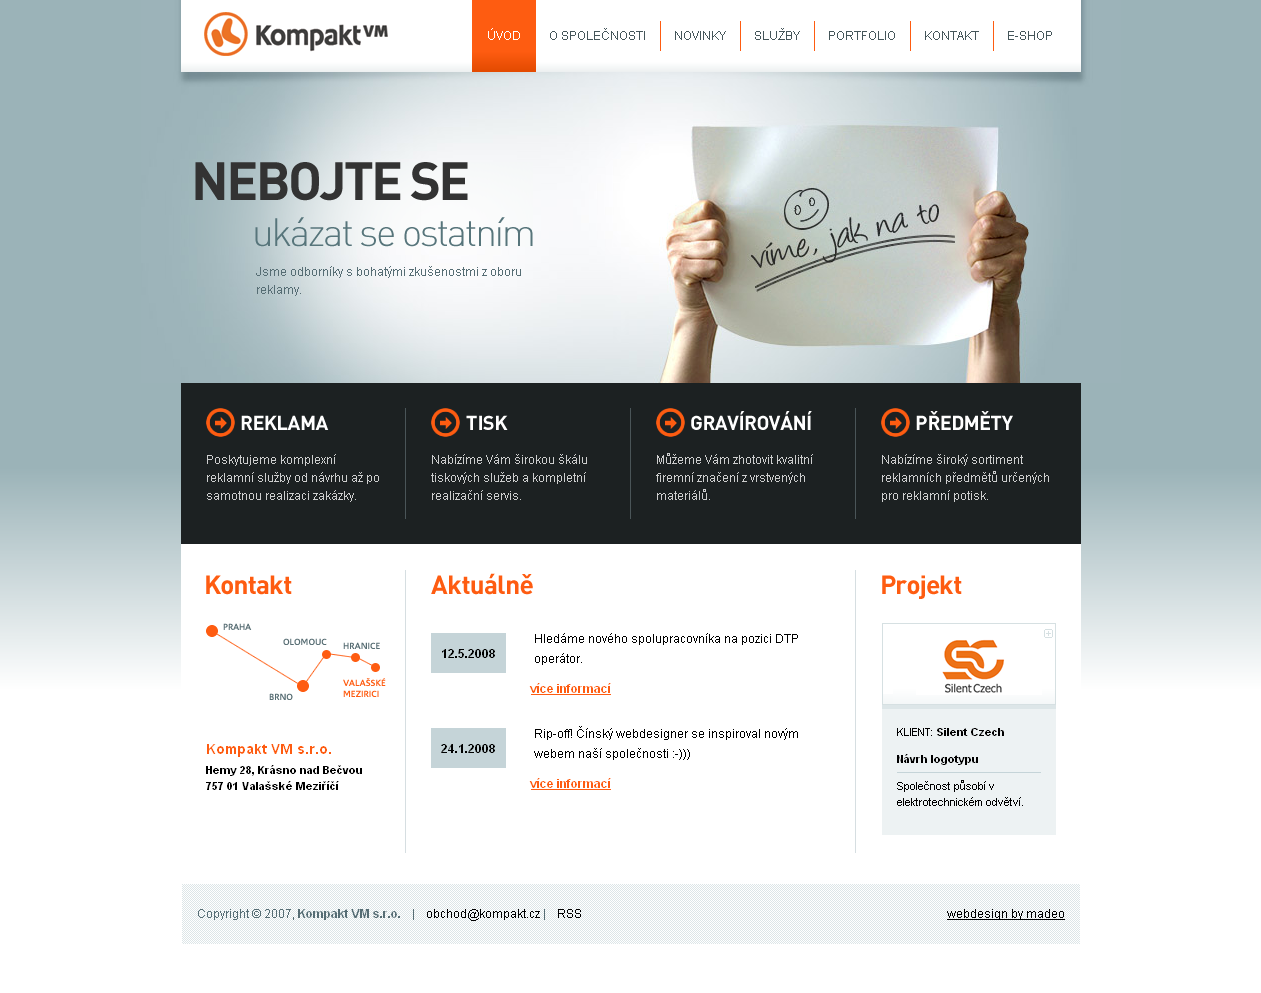 Kompakt VM
ÚVOD
O SPOLEČNOSTI
NOVINKY
SLUŽBY
PORTFOLIO
KONTAKT
E-SHOP
NEBOJTE SE
ukázat se ostatním
Jsme odborníky s bohatými zkušenostmi z oboru
reklamy.
víme, jak na to
REKLAMA
Poskytujeme komplexní
reklamní služby od návrhu až po
samotnou realizaci zakázky.
TISK
Nabízíme Vám širokou škálu
tiskových služeb a kompletní
realizační servis.
GRAVÍROVÁNÍ
Můžeme Vám zhotovit kvalitní
firemní značení z vrstvených
materiálů.
PŘEDMĚTY
Nabízíme široký sortiment
reklamních předmětů určených
pro reklamní potisk.
Kontakt
PRAHA
OLOMOUC
HRANICE
BRNO
VALAŠSKÉ
MEZIRICI
Kompakt VM s.r.o.
Hemy 28, Krásno nad Bečvou
757 01 Valašské Meziříčí
Aktuálně
12.5.2008
Hledáme nového spolupracovníka na pozici DTP
operátor.
více informací
24.1.2008
Rip-off! Čínský webdesigner se inspiroval novým
webem naší společnosti :-)))
více informací
Projekt
Silent Czech
KLIENT: Silent Czech
Návrh logotypu
Společnost působí v
elektrotechnickém odvětví.
Copyright © 2007, Kompakt VM s.r.o. | obchod@kompakt.cz | RSS
webdesign by madeo